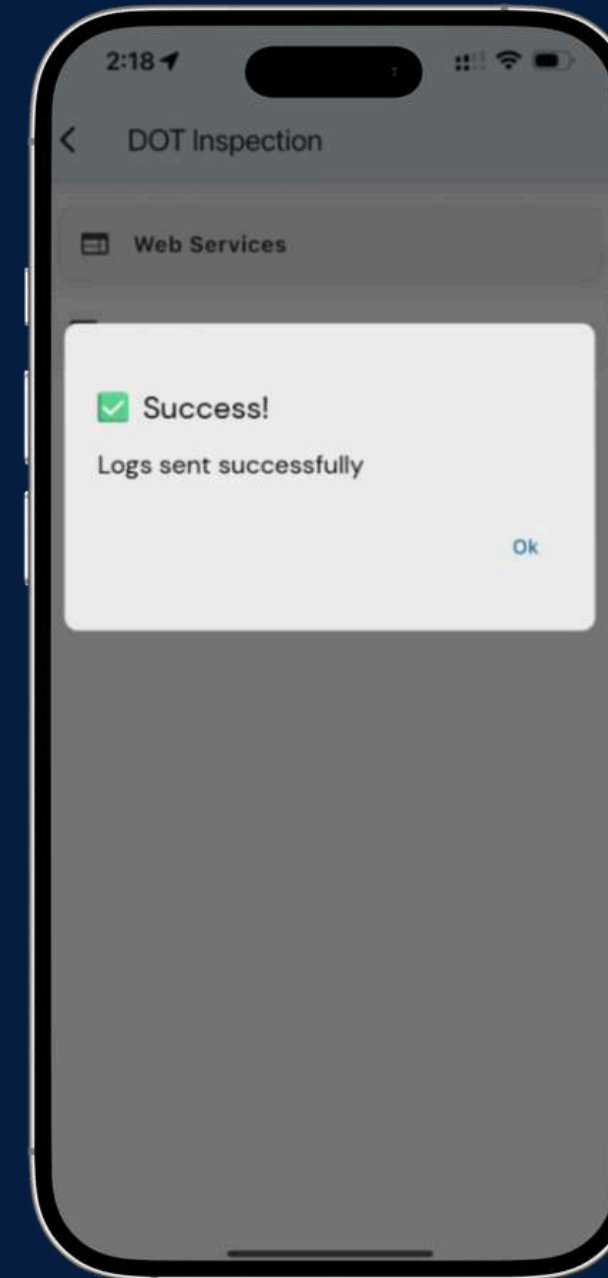 2:18
DOT Inspection
Web Services
Success!
Logs sent successfully
Ok